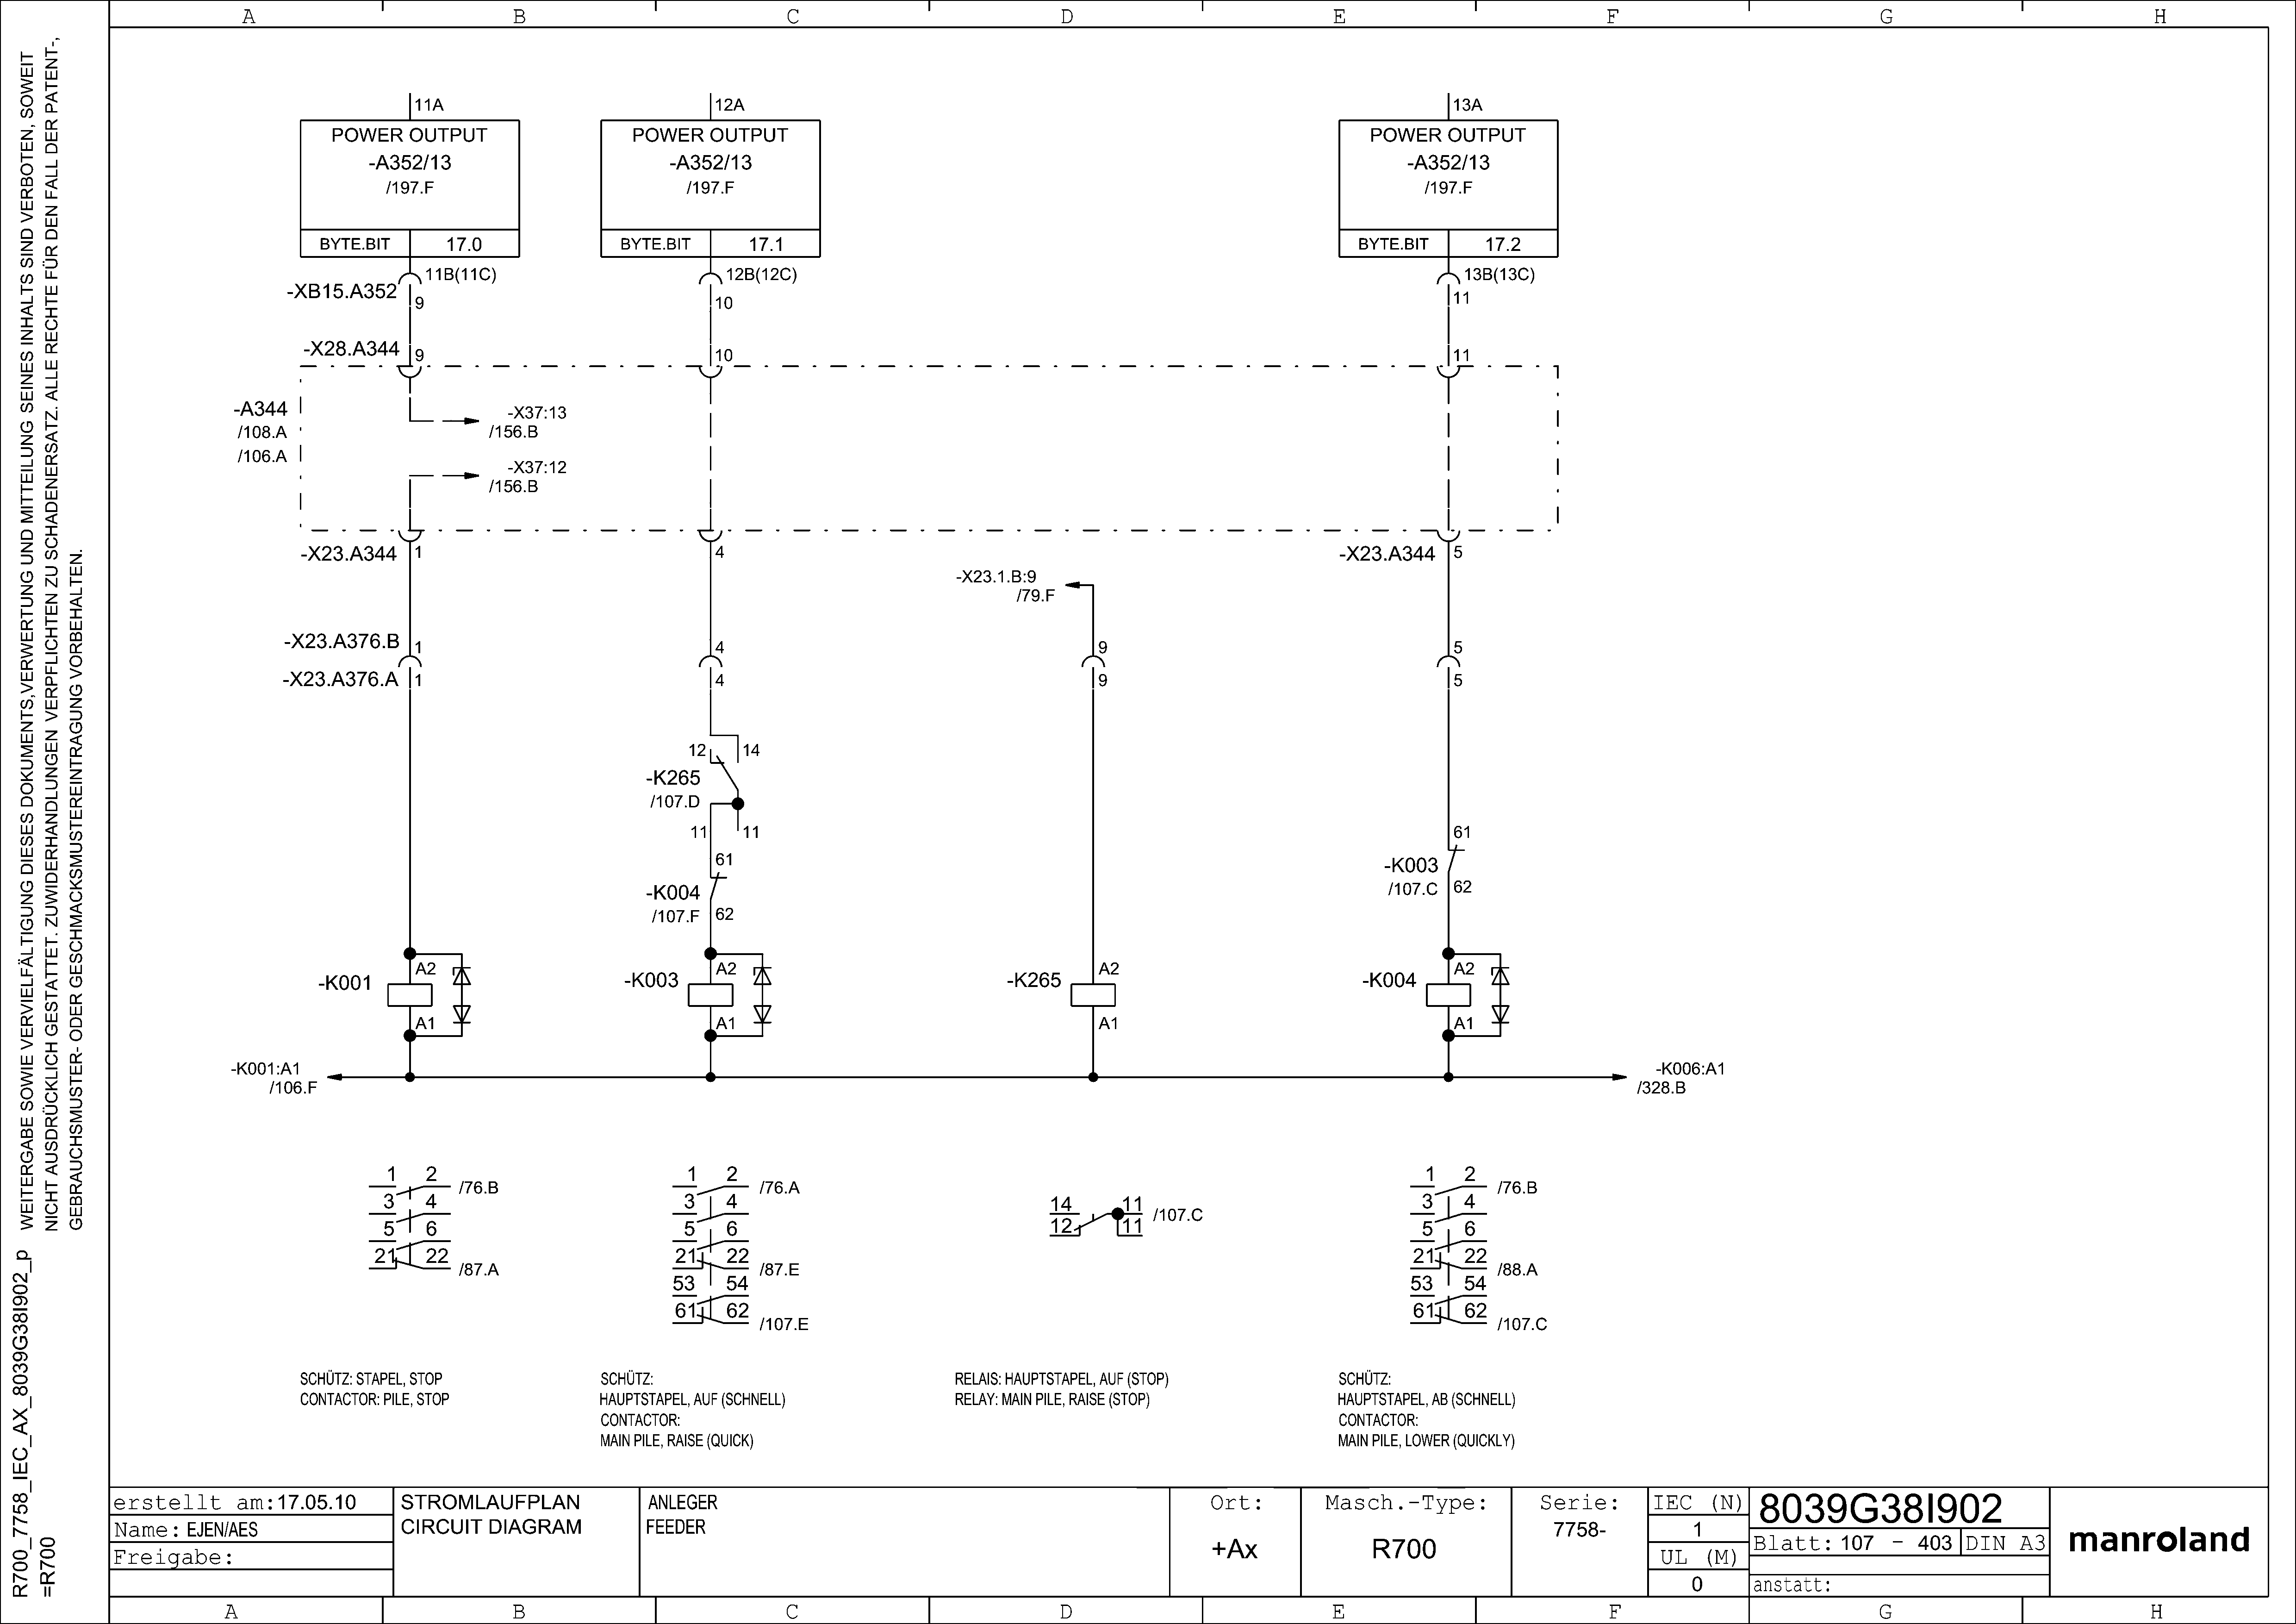 A B C D E F G H
WEITERGABE SOWIE VERVIELFÄLTIGUNG DIESES DOKUMENTS,VERWERTUNG UND MITTEILUNG SEINES INHALTS SIND VERBOTEN, SOWEIT
NICHT AUSDRÜCKLICH GESTATTET. ZUWIDERHANDLUNGEN VERPFLICHTEN ZU SCHADENERSATZ. ALLE RECHTE FÜR DEN FALL DER PATENT-,
GEBRAUCHSMUSTER- ODER GESCHMACKSMUSTEREINTRAGUNG VORBEHALTEN.
R700_7758_IEC_AX_8039G38I902_p
=R700
11A 12A 13A
POWER OUTPUT POWER OUTPUT POWER OUTPUT
-A352/13 -A352/13 -A352/13
/197.F /197.F /197.F
BYTE.BIT 17.0 BYTE.BIT 17.1 BYTE.BIT 17.2
11B(11C) 12B(12C) 13B(13C)
-XB15.A352 9 10 11
-X28.A344 9 10 11
-A344 -X37:13
/108.A /156.B
/106.A
-X37:12
/156.B
-X23.A344 1 4 -X23.A344 5
-X23.1.B:9
/79.F
-X23.A376.B 1 4 9 5
-X23.A376.A 1 4 9 5
12 14
-K265
/107.D
11 11 61
61 -K003
/107.C 62
-K004
/107.F 62
A2 A2 A2 A2
-K001 -K003 -K265 -K004
A1 A1 A1 A1
-K001:A1 -K006:A1
/106.F /328.B
1 2 /76.B 1 2 /76.A 1 2 /76.B
3 4 3 4 14 11 /107.C 3 4
5 6 5 6 12 11 5 6
21 22 /87.A 21 22 /87.E 21 22 /88.A
53 54 53 54
61 62 /107.E 61 62 /107.C
SCHÜTZ: STAPEL, STOP
CONTACTOR: PILE, STOP
SCHÜTZ:
HAUPTSTAPEL, AUF (SCHNELL)
CONTACTOR:
MAIN PILE, RAISE (QUICK)
RELAIS: HAUPTSTAPEL, AUF (STOP)
RELAY: MAIN PILE, RAISE (STOP)
SCHÜTZ:
HAUPTSTAPEL, AB (SCHNELL)
CONTACTOR:
MAIN PILE, LOWER (QUICKLY)
erstellt am:17.05.10
Name: EJEN/AES
Freigabe:
STROMLAUFPLAN
CIRCUIT DIAGRAM
ANLEGER
FEEDER
Ort:
+Ax
Masch.-Type:
R700
Serie:
7758-
IEC (N)
1
UL (M)
0
8039G38I902
Blatt: 107 - 403 DIN A3
anstatt:
manroland
A B C D E F G H